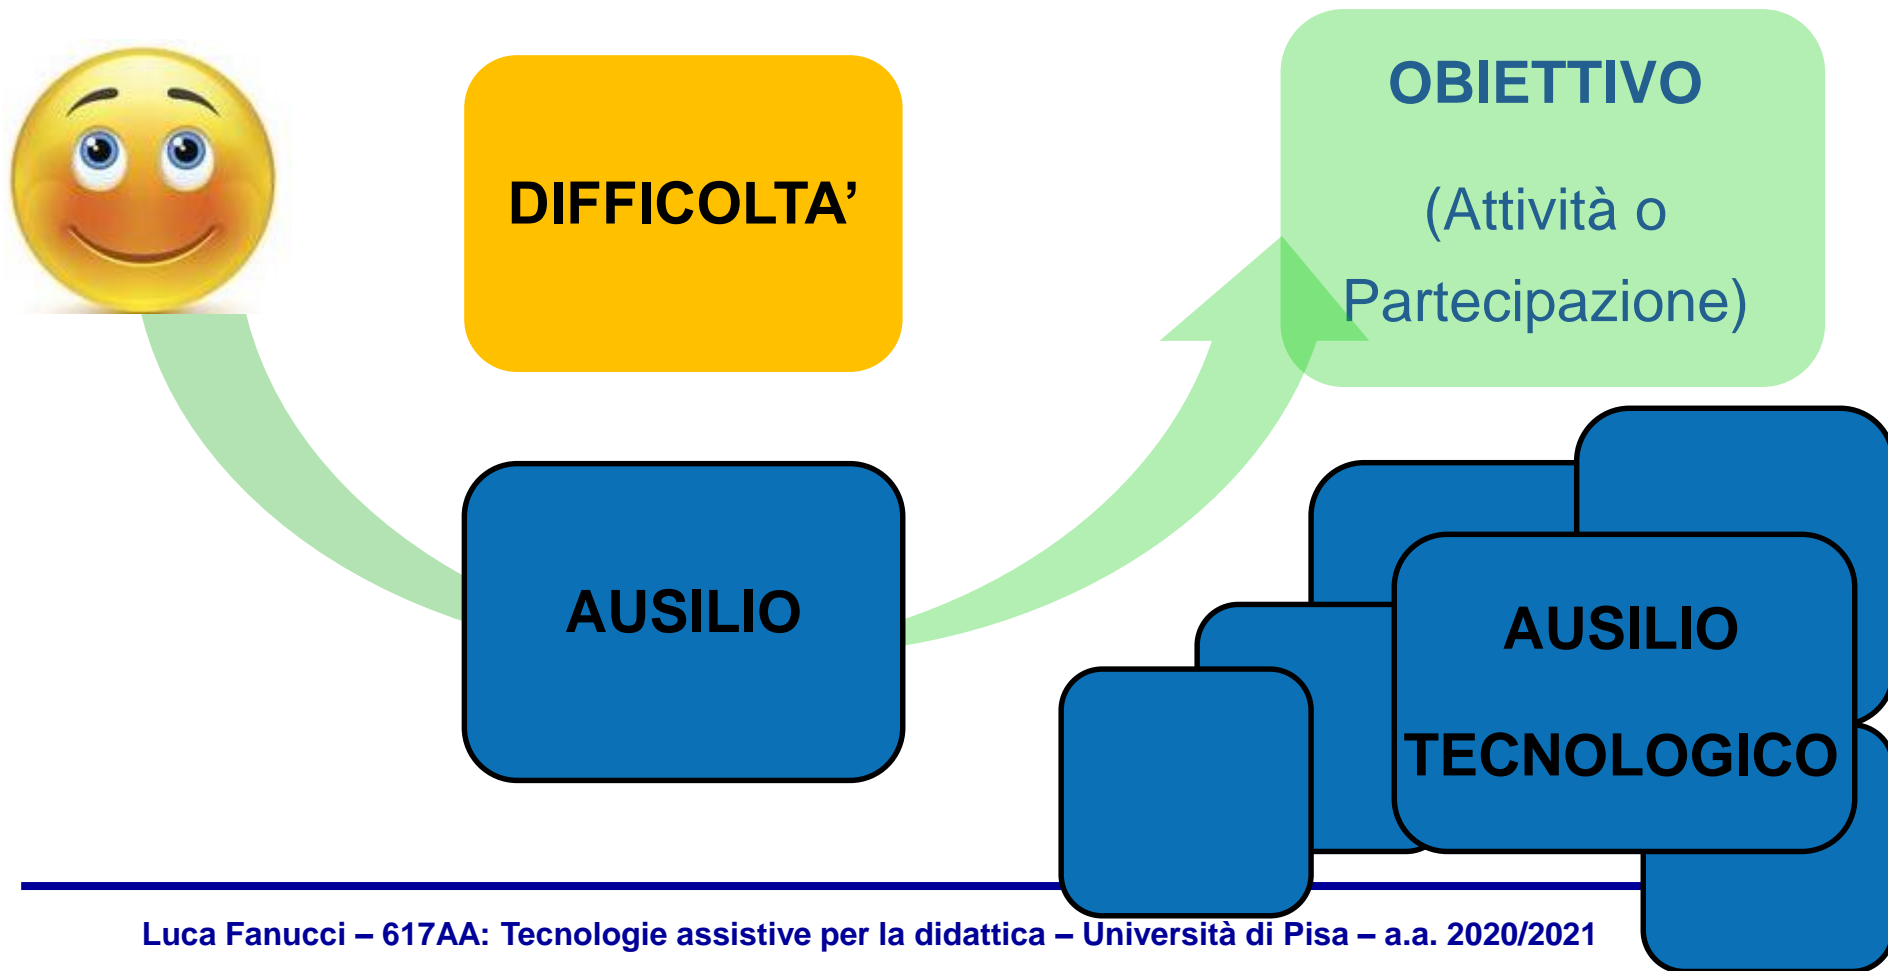 DIFFICOLTA’
OBIETTIVO
(Attività o
Partecipazione)
AUSILIO
AUSILIO
TECNOLOGICO
Luca Fanucci – 617AA: Tecnologie assistive per la didattica – Università di Pisa – a.a. 2020/2021